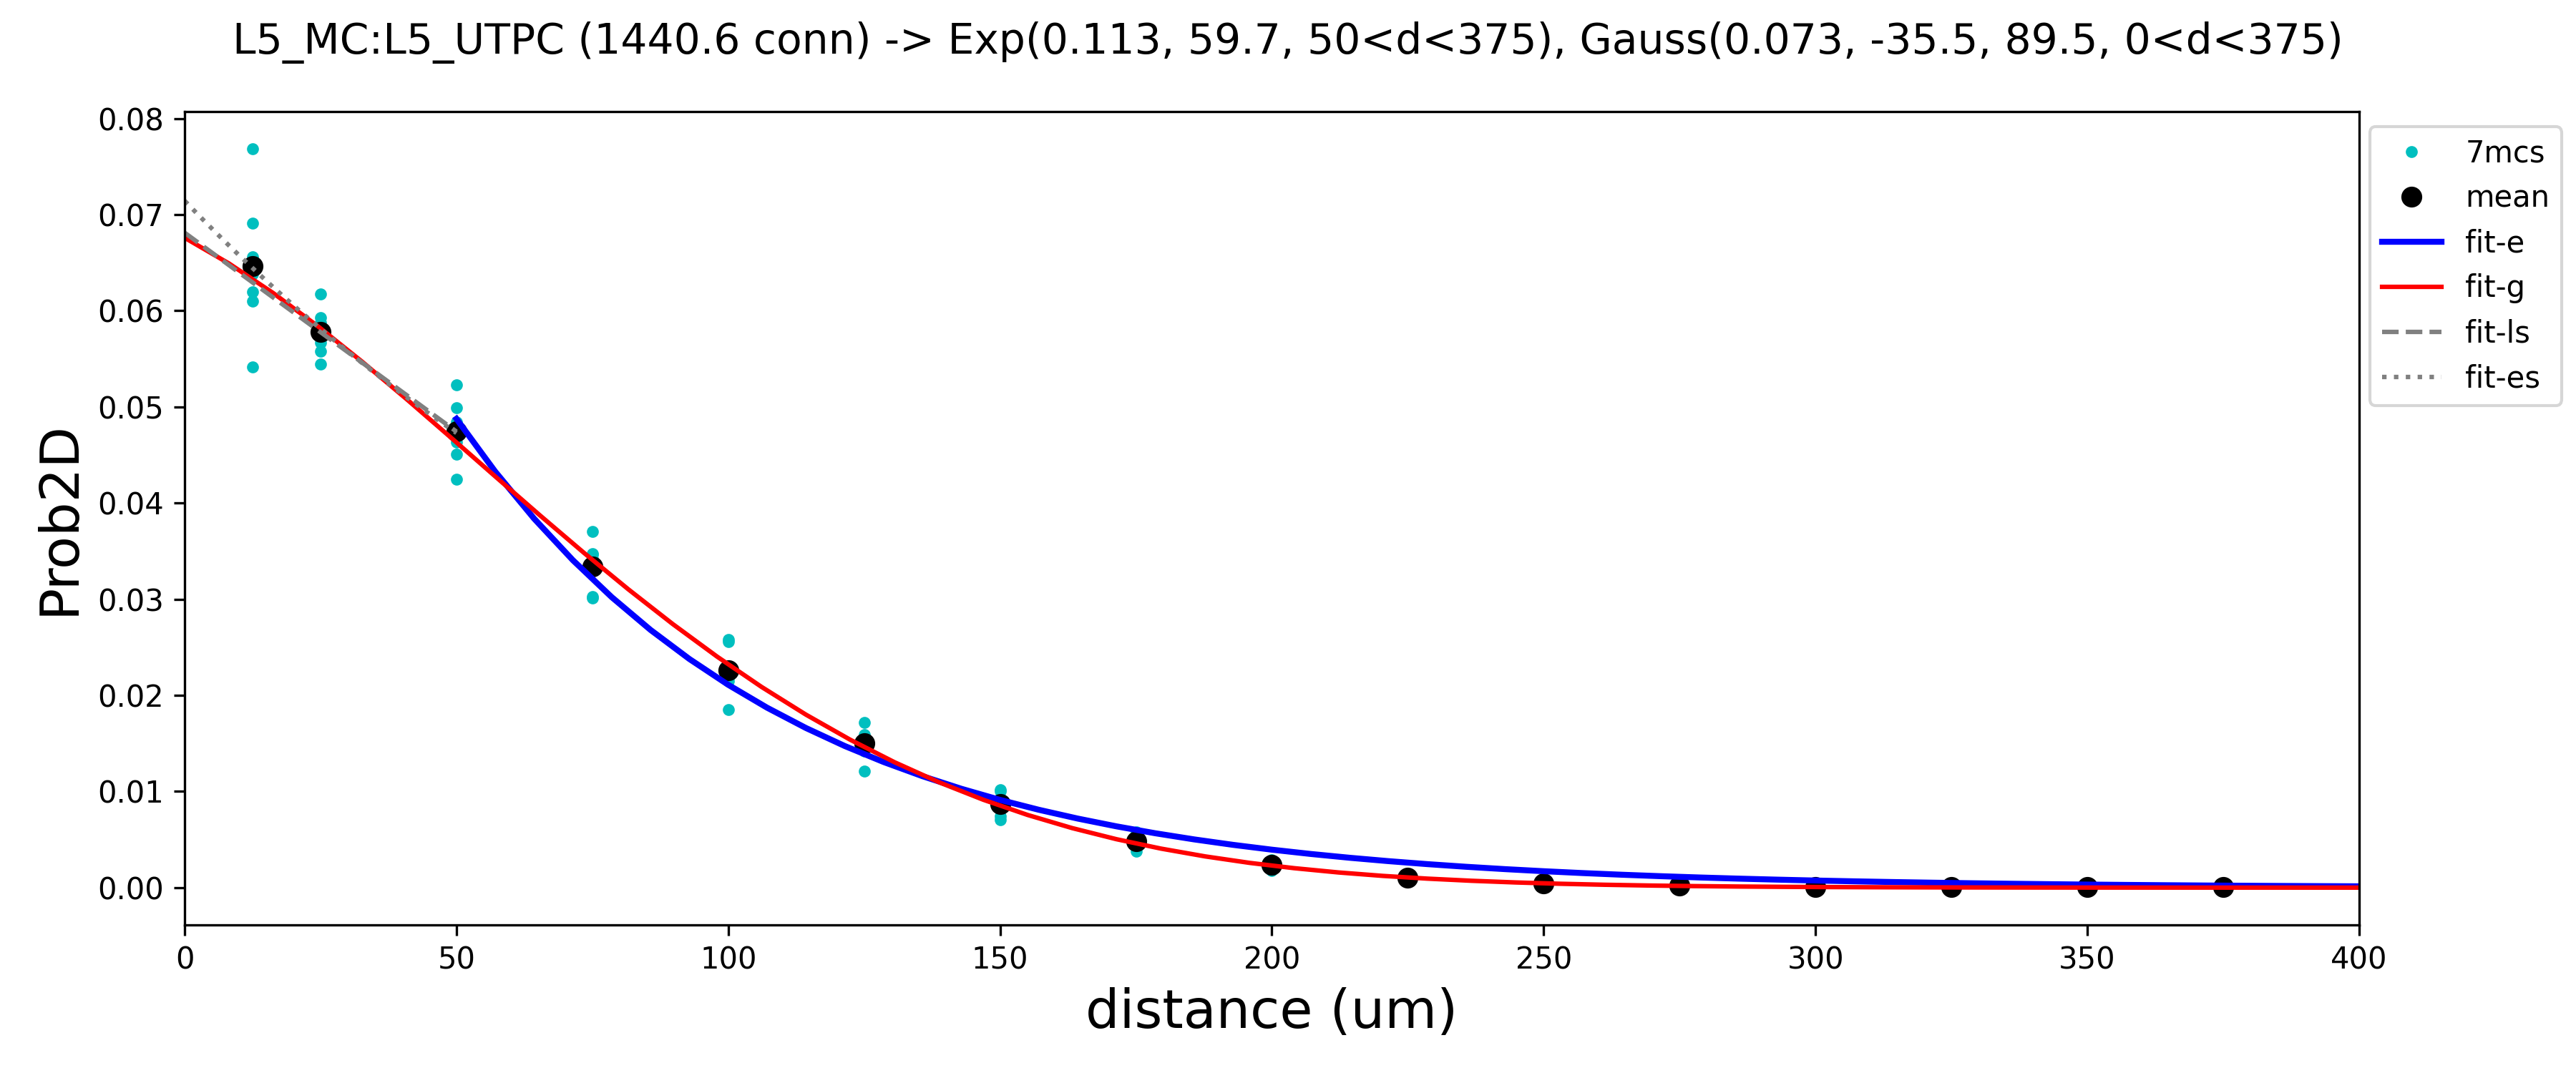 L5_MC:L5_UTPC (1440.6 conn) -> Exp(0.113, 59.7, 50<d<375), Gauss(0.073, -35.5, 89.5, 0<d<375)
0.08
0.07
0.06
0.05
0.04
0.03
0.02
0.01
0.00
Prob2D
0 50 100 150 200 250 300 350 400
distance (um)
7mcs
mean
fit-e
fit-g
fit-ls
fit-es